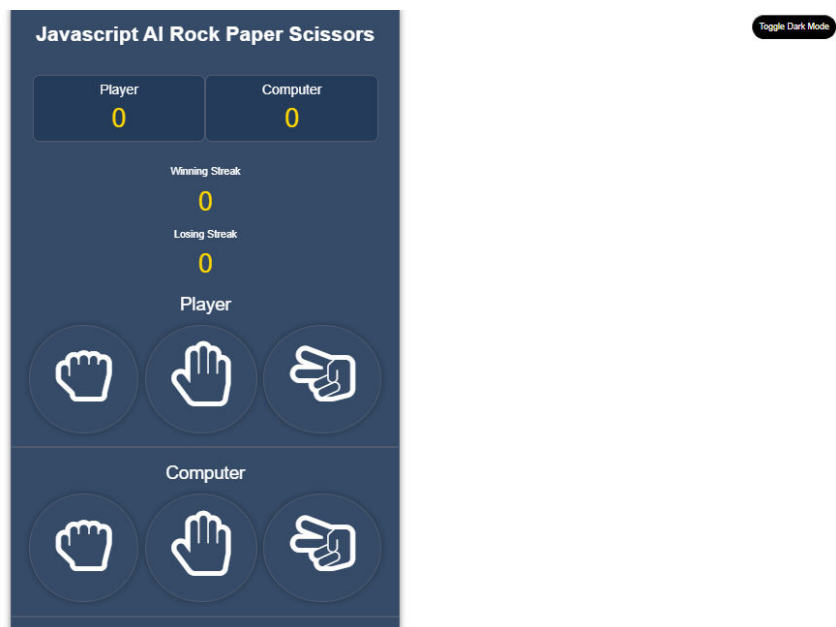 Javascript AI Rock Paper Scissors
Toggle Dark Mode
Player
Computer
0
0
Winning Streak
0
Losing Streak
0
Player
Computer